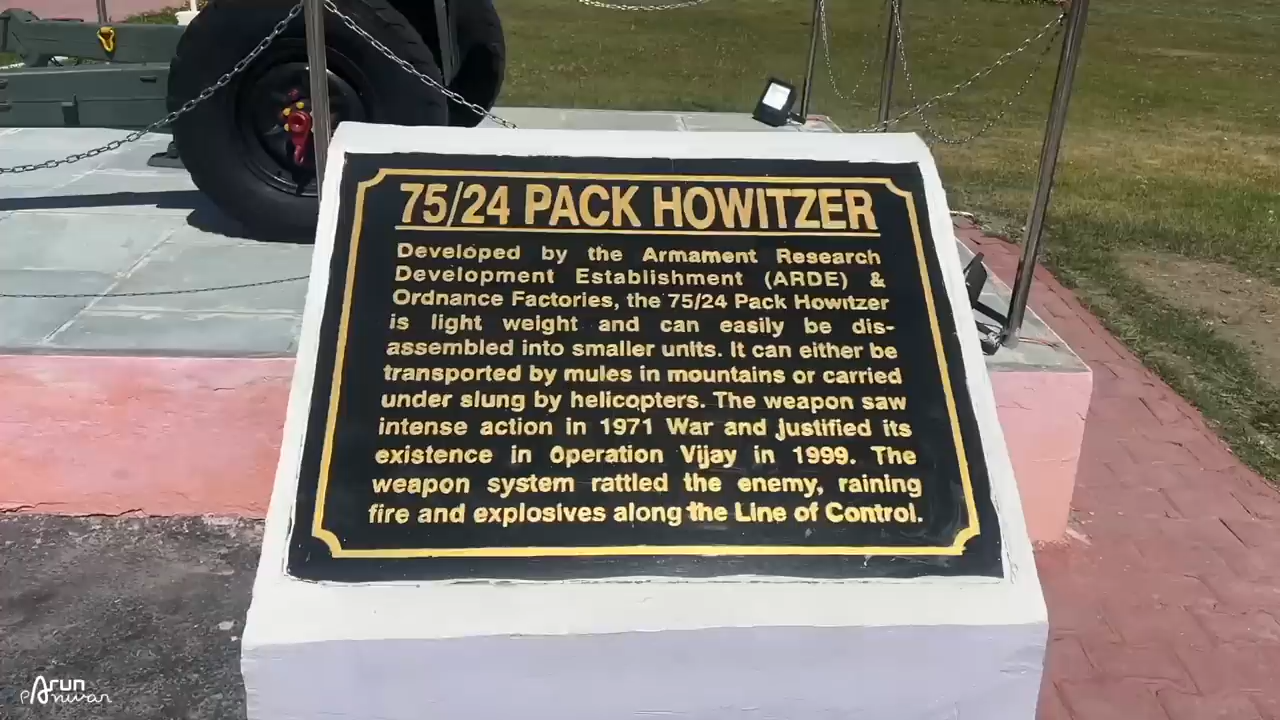 75/24 PACK HOWITZER
Developed by the Armament Research
Development Establishment (ARDE) &
Ordnance Factories, the 75/24 Pack Howitzer
is light weight and can easily be dis-
assembled into smaller units. It can either be
transported by mules in mountains or carried
under slung by helicopters. The weapon saw
intense action in 1971 War and justified its
existence in Operation Vijay in 1999. The
weapon system rattled the enemy, raining
fire and explosives along the Line of Control.
Arun
Panwar